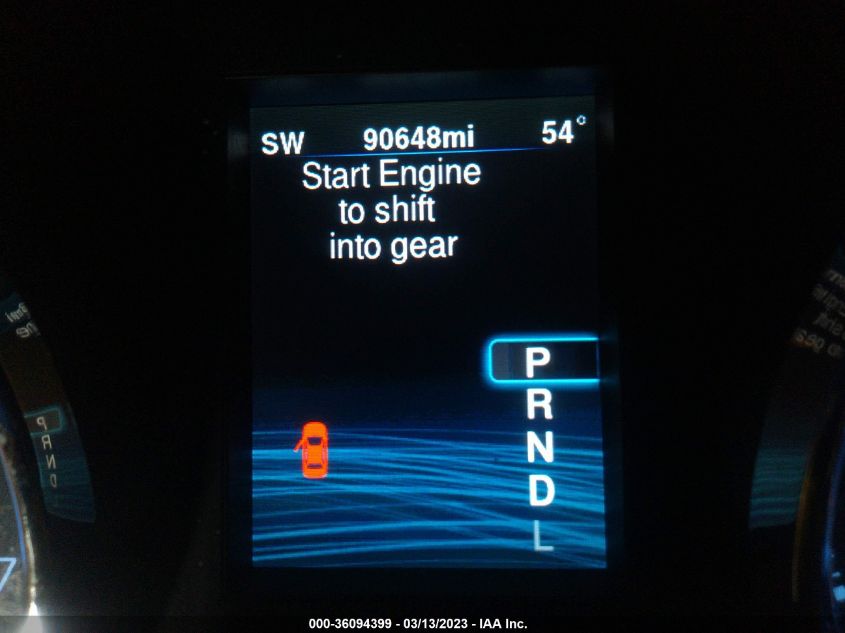 SW 90648mi 54°
Start Engine
to shift
into gear
P
R
N
D
L
P
R
N
D
000-36094399 - 03/13/2023 - IAA Inc.